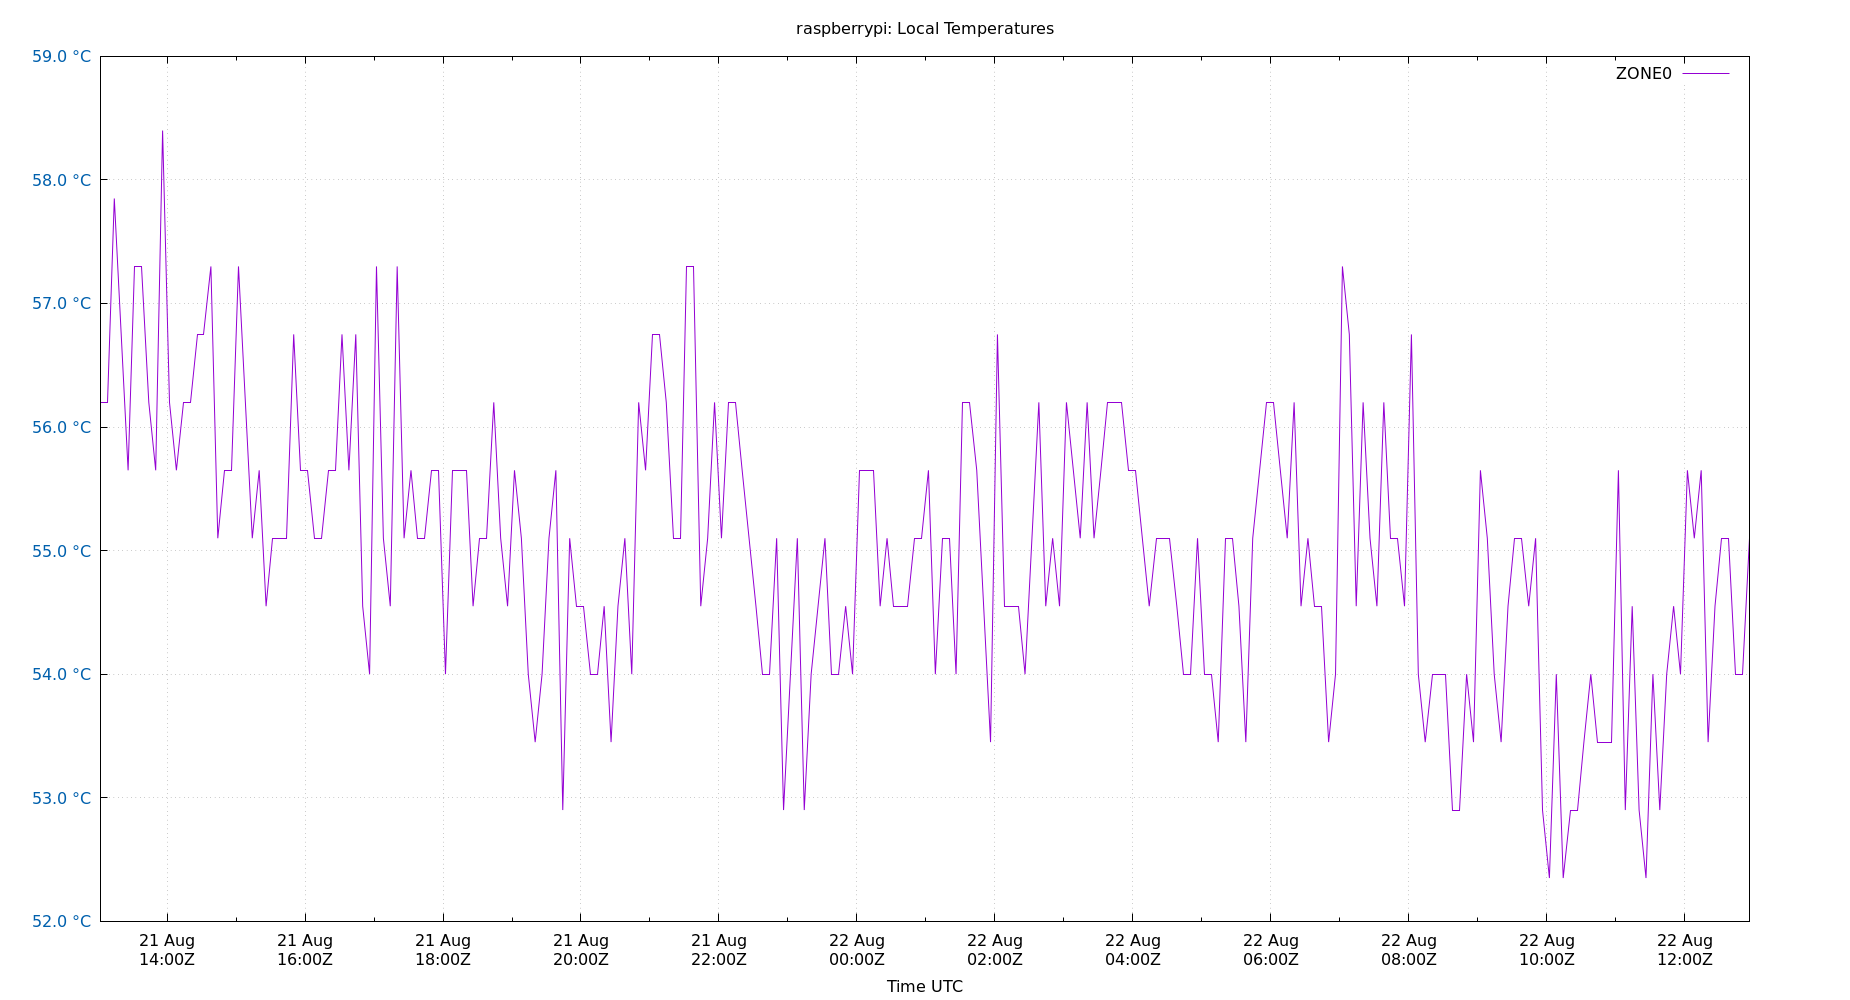 raspberrypi: Local Temperatures
59.0 °C
ZONE0
58.0 °C
57.0 °C
56.0 °C
55.0 °C
54.0 °C
53.0 °C
52.0 °C
21 Aug 21 Aug 21 Aug 21 Aug 21 Aug 22 Aug 22 Aug 22 Aug 22 Aug 22 Aug 22 Aug 22 Aug
14:00Z 16:00Z 18:00Z 20:00Z 22:00Z 00:00Z 02:00Z 04:00Z 06:00Z 08:00Z 10:00Z 12:00Z
Time UTC